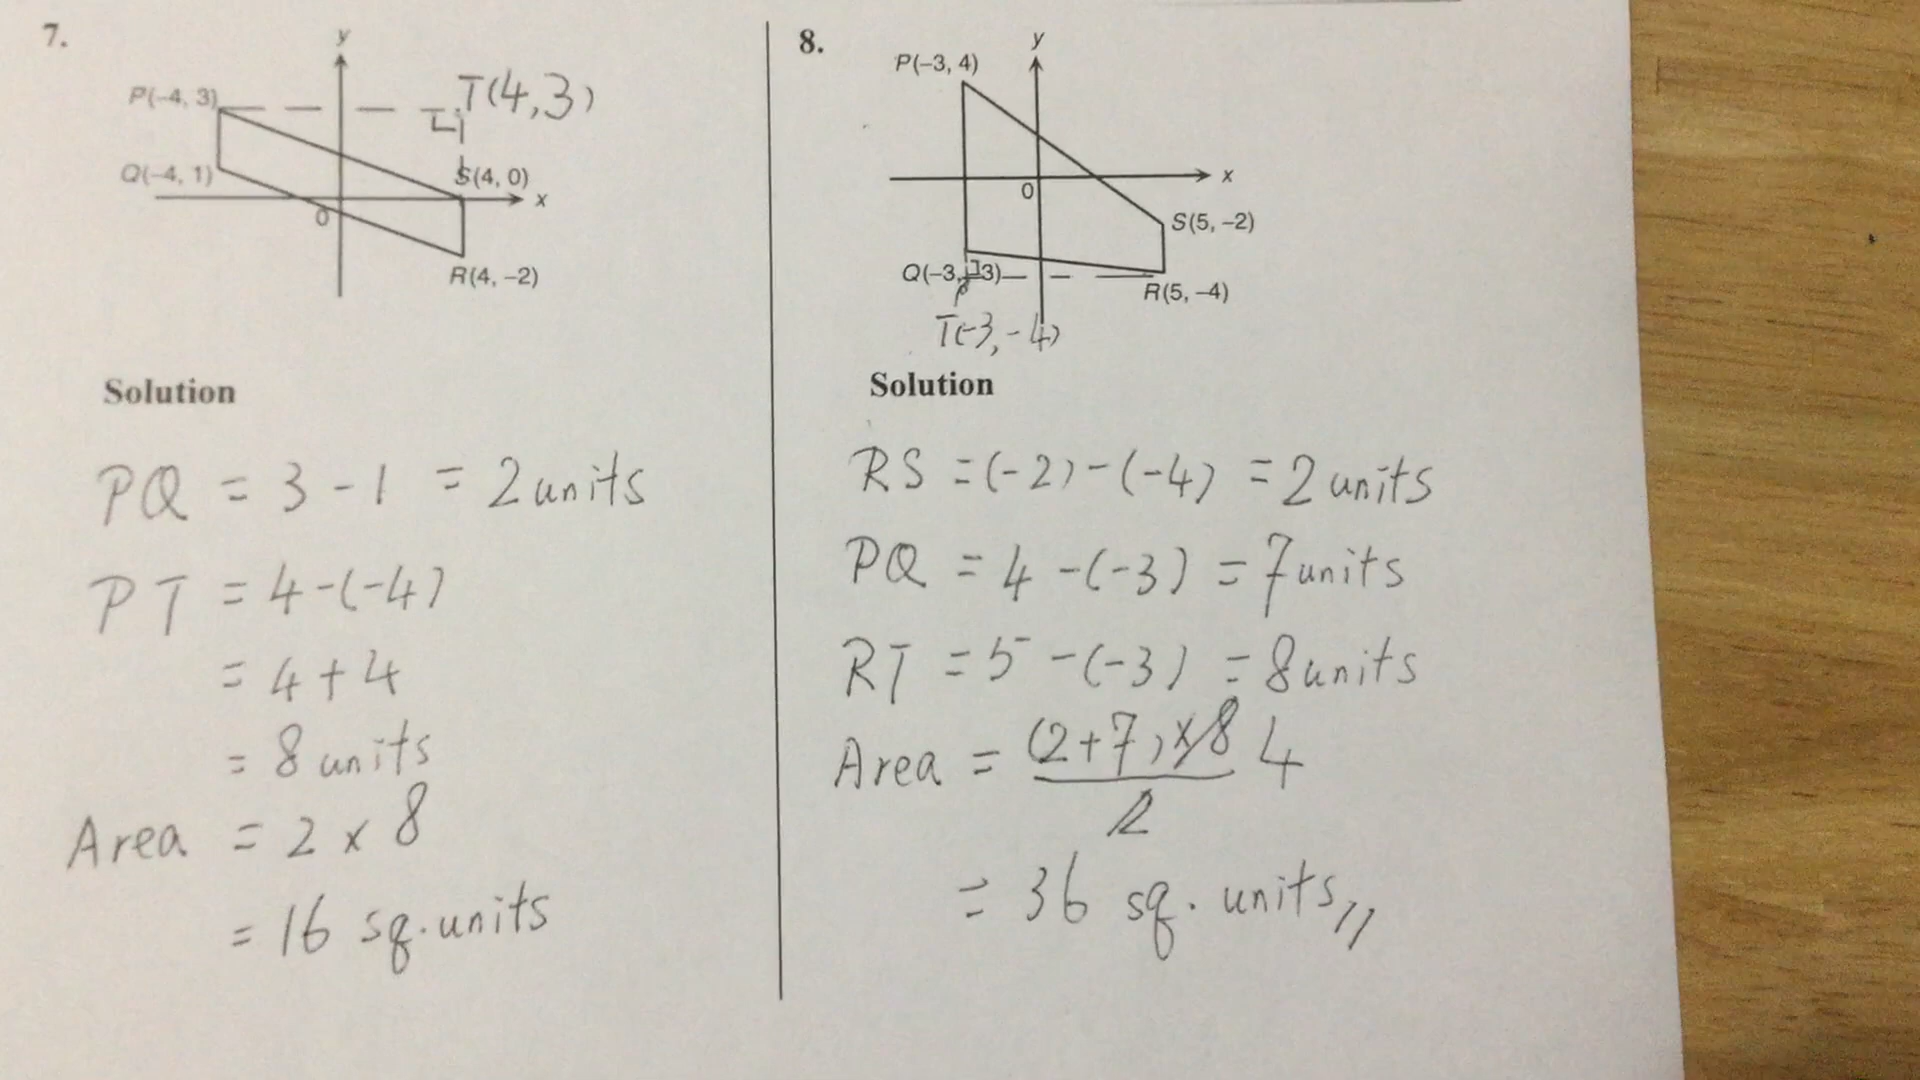 7.
y
P(–4, 3)
T(4,3)
Q(–4, 1)
S(4, 0)
x
0
R(4, –2)
Solution
PQ = 3 - 1 = 2 units
PT = 4-(-4)
= 4 + 4
= 8 units
Area = 2 × 8
= 16 sq. units
8.
y
P(–3, 4)
x
0
S(5, –2)
Q(–3, –3)
R(5, –4)
T(-3, -4)
Solution
RS = (-2) - (-4) = 2 units
PQ = 4 - (-3) = 7 units
RT = 5 - (-3) = 8 units
Area = (2+7)×8 4
2
= 36 sq. units,,